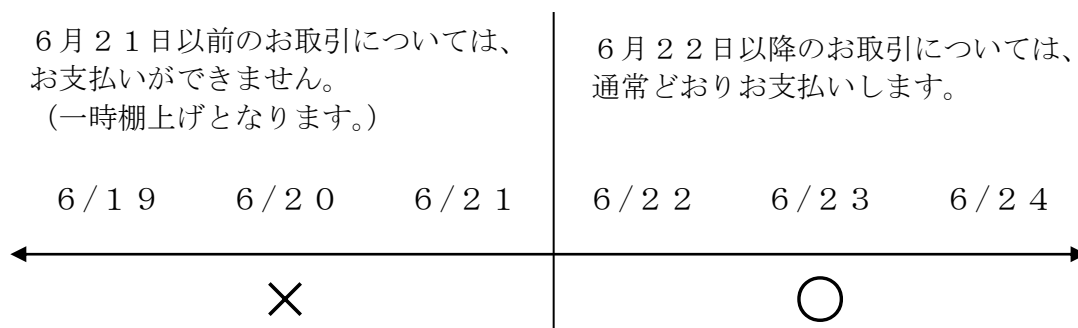 ６月２１日以前のお取引については、
お支払いができません。
（一時棚上げとなります。）
６月２２日以降のお取引については、
通常どおりお支払いします。
６/１９　６/２０　６/２１　６/２２　６/２３　６/２４
×　○